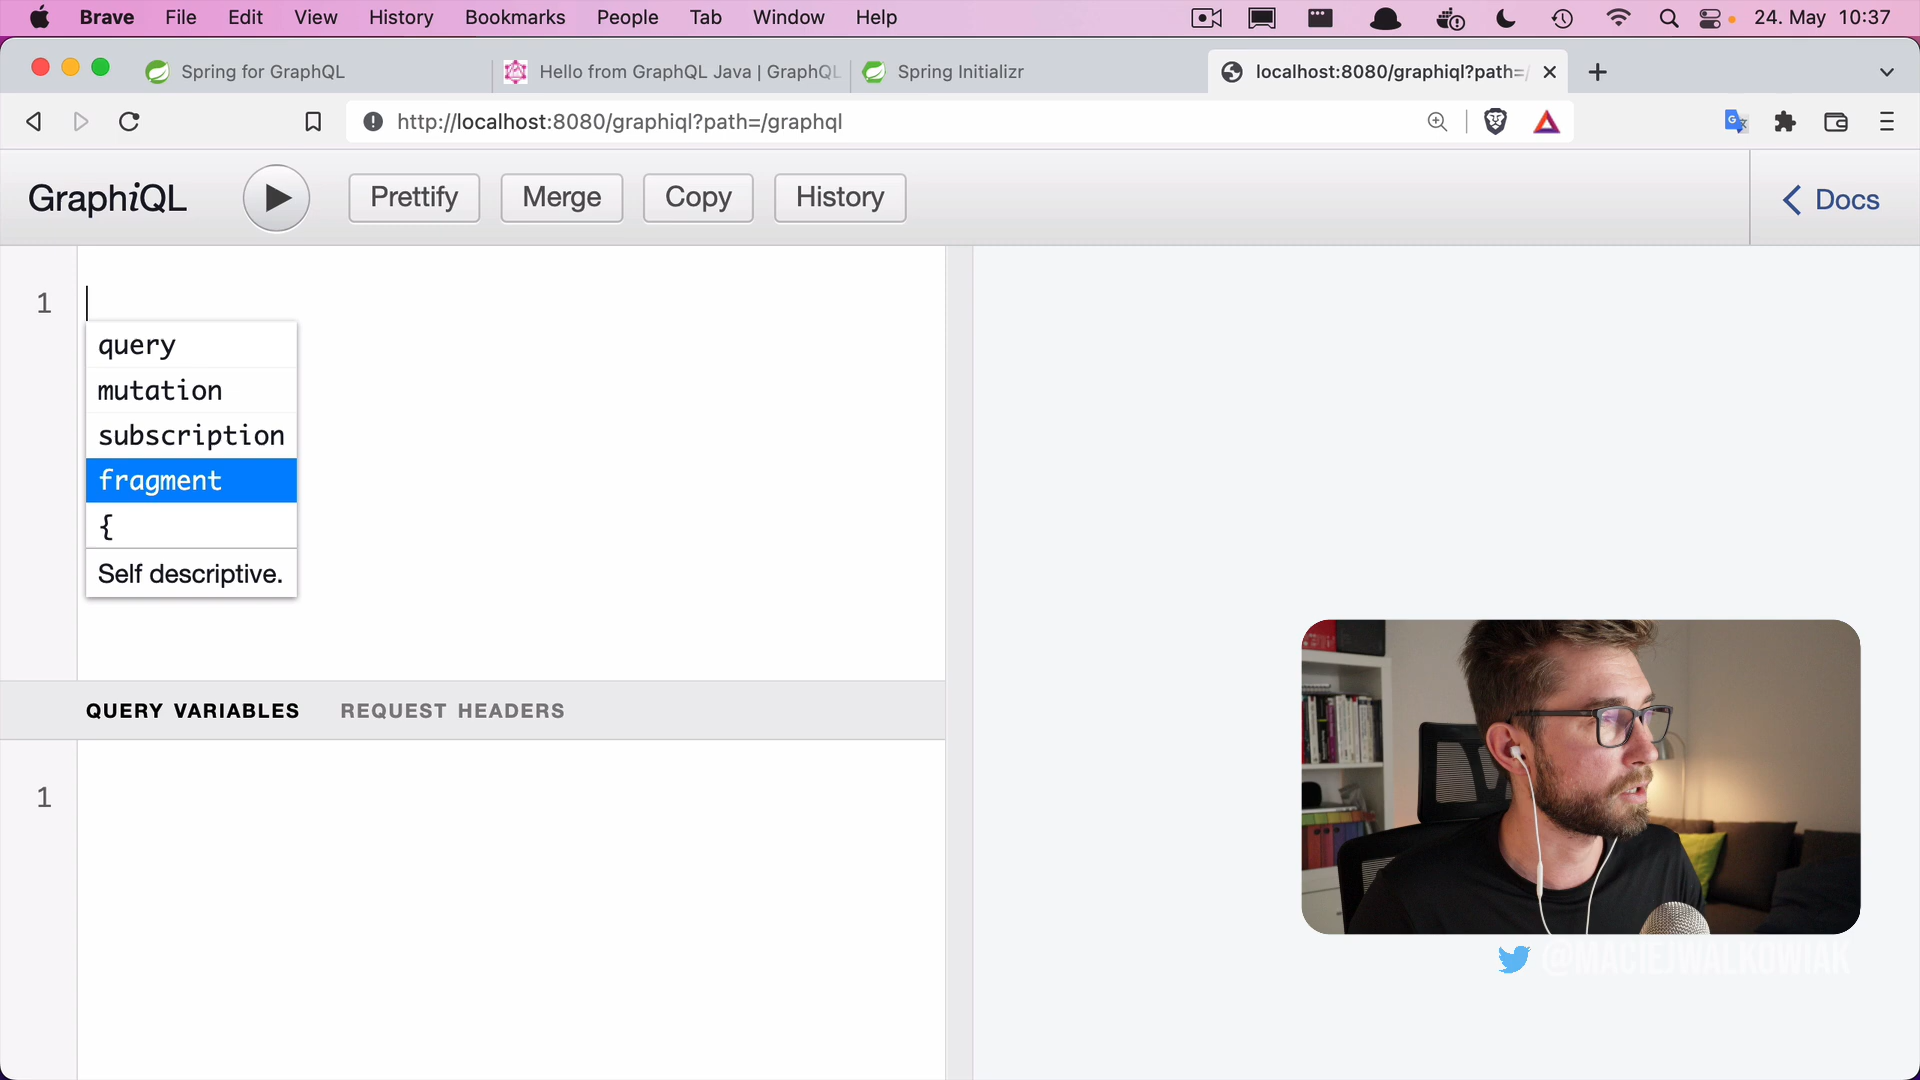 Brave File Edit View History Bookmarks People Tab Window Help 24. May 10:37
Spring for GraphQL Hello from GraphQL Java | GraphQL Spring Initializr localhost:8080/graphiql?path=/
http://localhost:8080/graphiql?path=/graphql
GraphiQL Prettify Merge Copy History Docs
1
query
mutation
subscription
fragment
{
Self descriptive.
QUERY VARIABLES REQUEST HEADERS
1
@MACIEJWALKOWIAK